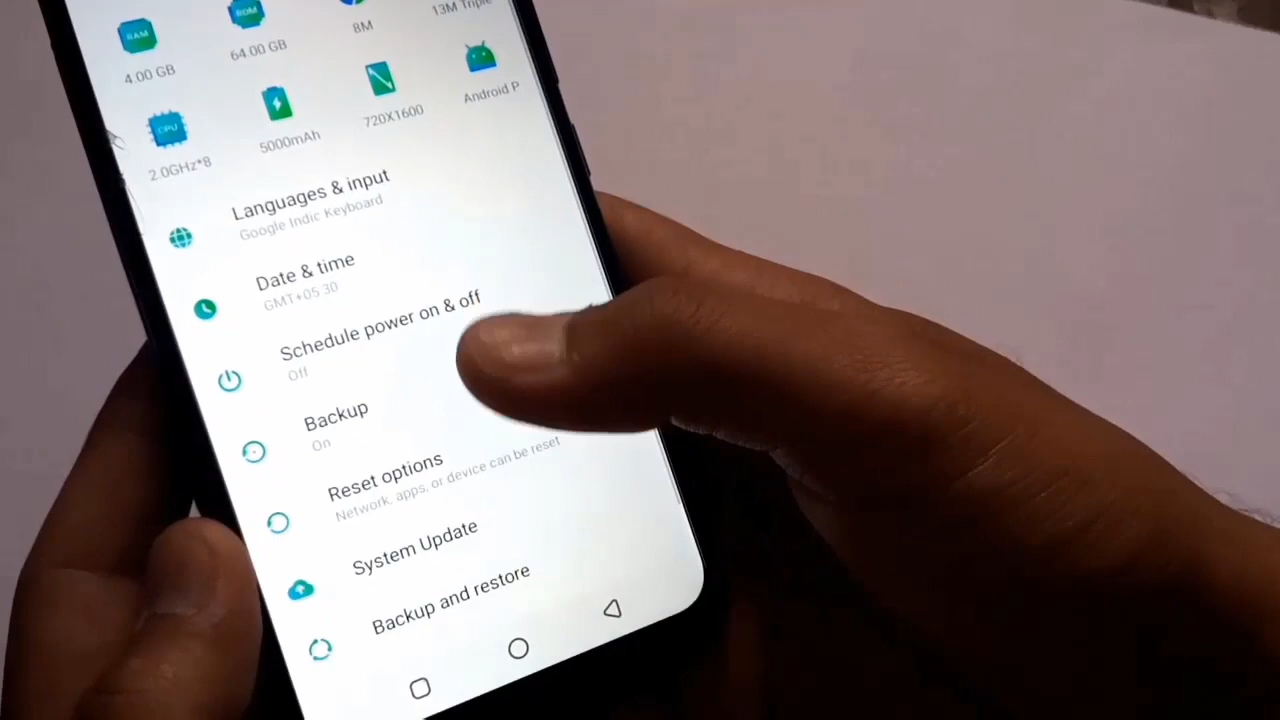 RAM
ROM
4.00 GB
64.00 GB
8M
13M Triple
CPU
2.0GHz*8
5000mAh
720X1600
Android P
Languages & input
Google Indic Keyboard
Date & time
GMT+05:30
Schedule power on & off
Off
Backup
On
Reset options
Network, apps, or device can be reset
System Update
Backup and restore